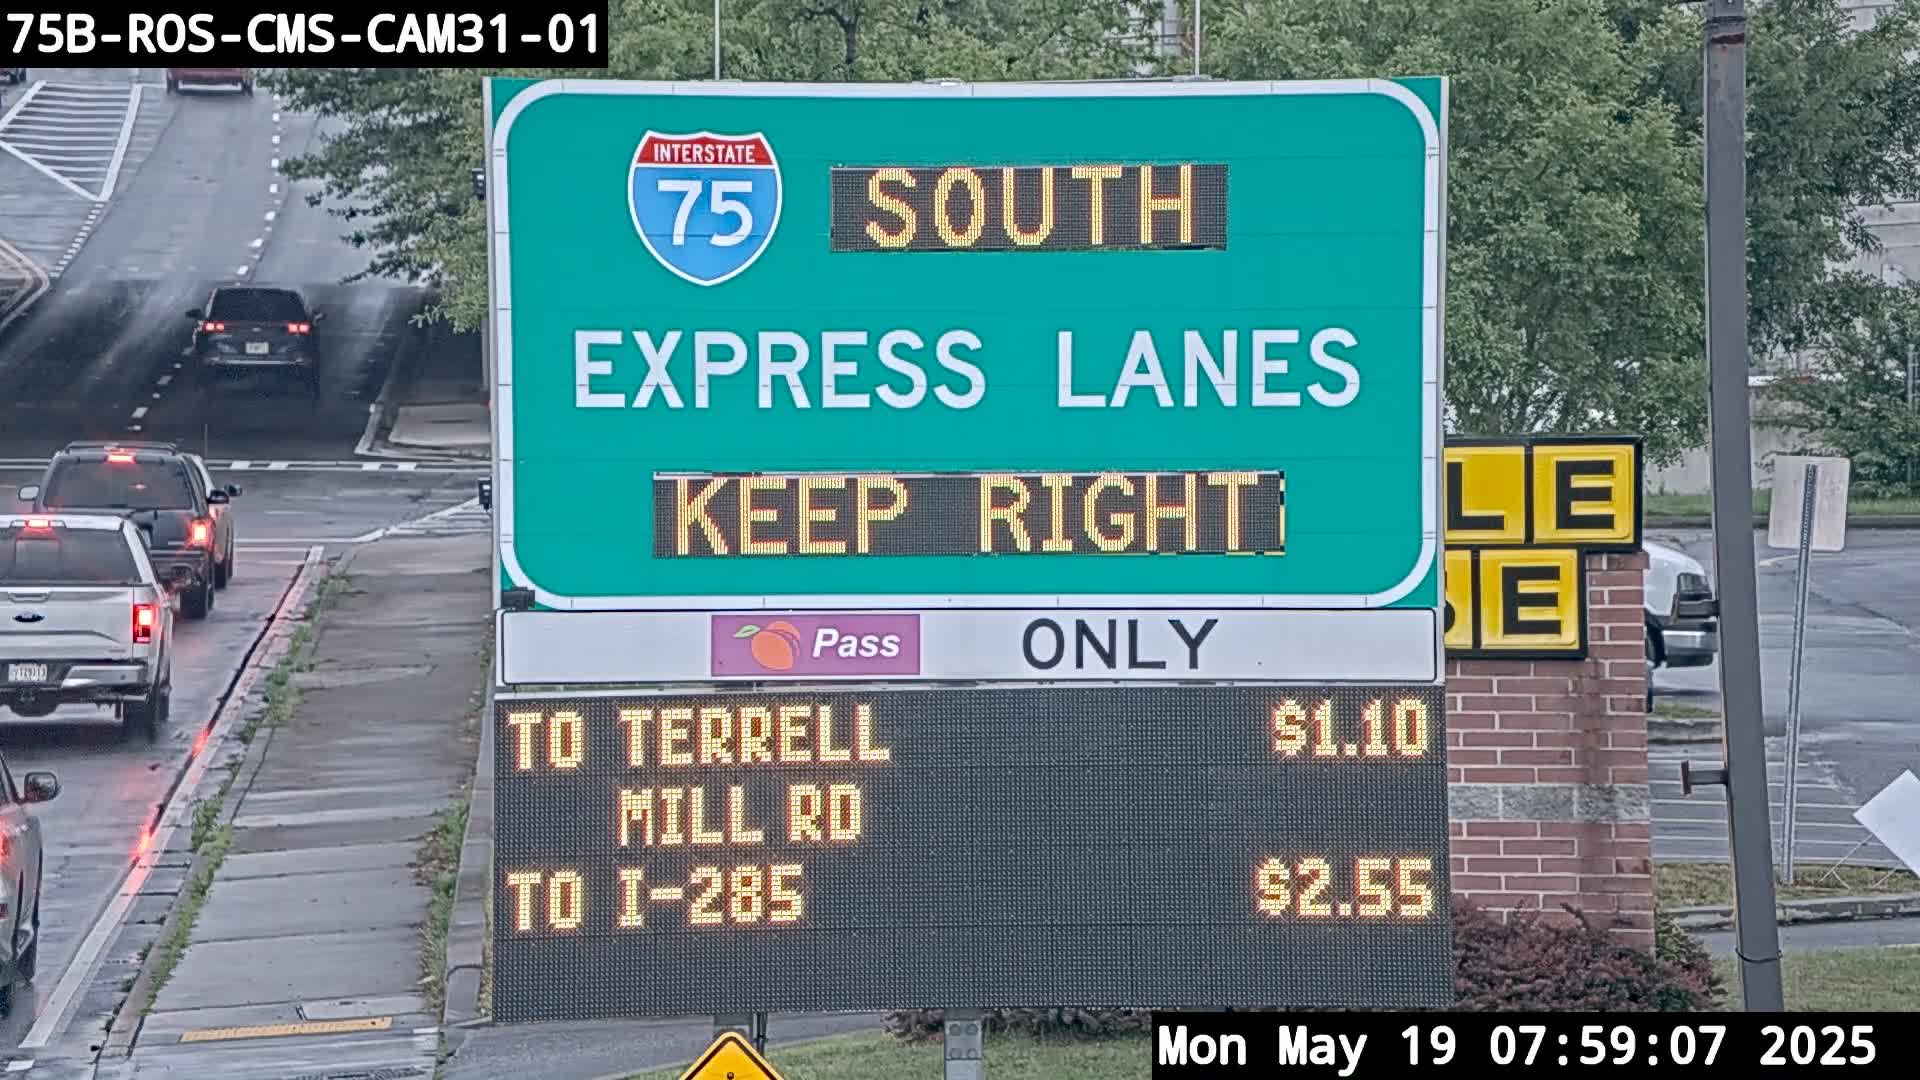 75B-ROS-CMS-CAM31-01
INTERSTATE
75
SOUTH
EXPRESS LANES
KEEP RIGHT
Pass ONLY
TO TERRELL $1.10
MILL RD
TO I-285 $2.55
LE
E
Mon May 19 07:59:07 2025